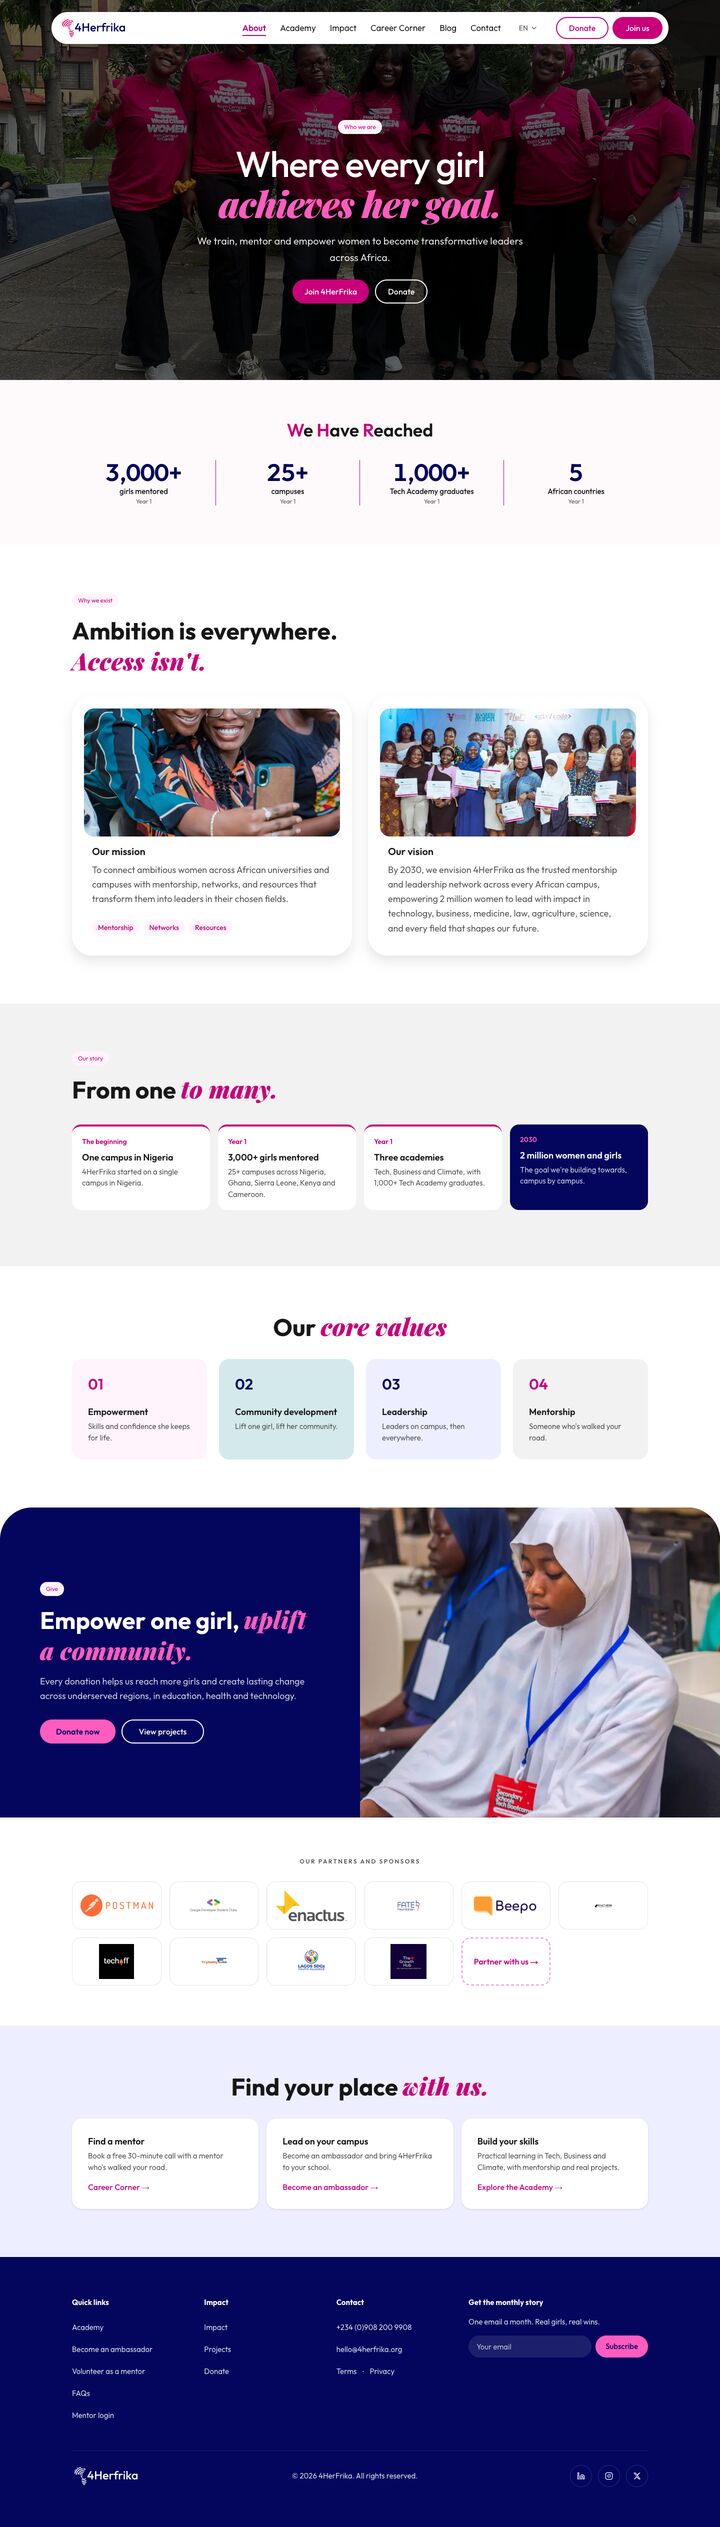 4Herfrika
About
Academy
Impact
Career Corner
Blog
Contact
EN
Donate
Join us
Who we are
Where every girl
achieves her goal.
We train, mentor and empower women to become transformative leaders
across Africa.
Join 4HerFrika
Donate
We Have Reached
3,000+
girls mentored
Year 1
25+
campuses
Year 1
1,000+
Tech Academy graduates
Year 1
5
African countries
Year 1
Why we exist
Ambition is everywhere.
Access isn't.
Our mission
To connect ambitious women across African universities and
campuses with mentorship, networks, and resources that
transform them into leaders in their chosen fields.
Mentorship
Networks
Resources
Our vision
By 2030, we envision 4HerFrika as the trusted mentorship
and leadership network across every African campus,
empowering 2 million women to lead with impact in
technology, business, medicine, law, agriculture, science,
and every field that shapes our future.
Our story
From one to many.
The beginning
One campus in Nigeria
4HerFrika started on a single
campus in Nigeria.
Year 1
3,000+ girls mentored
25+ campuses across Nigeria,
Ghana, Sierra Leone, Kenya and
Cameroon.
Year 1
Three academies
Tech, Business and Climate, with
1,000+ Tech Academy graduates.
2030
2 million women and girls
The goal we're building towards,
campus by campus.
Our core values
01
Empowerment
Skills and confidence she keeps
for life.
02
Community development
Lift one girl, lift her community.
03
Leadership
Leaders on campus, then
everywhere.
04
Mentorship
Someone who's walked your
road.
Give
Empower one girl, uplift
a community.
Every donation helps us reach more girls and create lasting change
across underserved regions, in education, health and technology.
Donate now
View projects
Secondary
Schools
Tech Bootcamp
OUR PARTNERS AND SPONSORS
POSTMAN
Google Developer Student Clubs
enactus
FATE
Beepo
LAGOS SDGs
The
Growth
Hub
Partner with us →
Find your place with us.
Find a mentor
Book a free 30-minute call with a mentor
who's walked your road.
Career Corner →
Lead on your campus
Become an ambassador and bring 4HerFrika
to your school.
Become an ambassador →
Build your skills
Practical learning in Tech, Business and
Climate, with mentorship and real projects.
Explore the Academy →
Quick links
Academy
Become an ambassador
Volunteer as a mentor
FAQs
Mentor login
Impact
Impact
Projects
Donate
Contact
+234 (0)908 200 9908
hello@4herfrika.org
Terms · Privacy
Get the monthly story
One email a month. Real girls, real wins.
Your email
Subscribe
4Herfrika
© 2026 4HerFrika. All rights reserved.